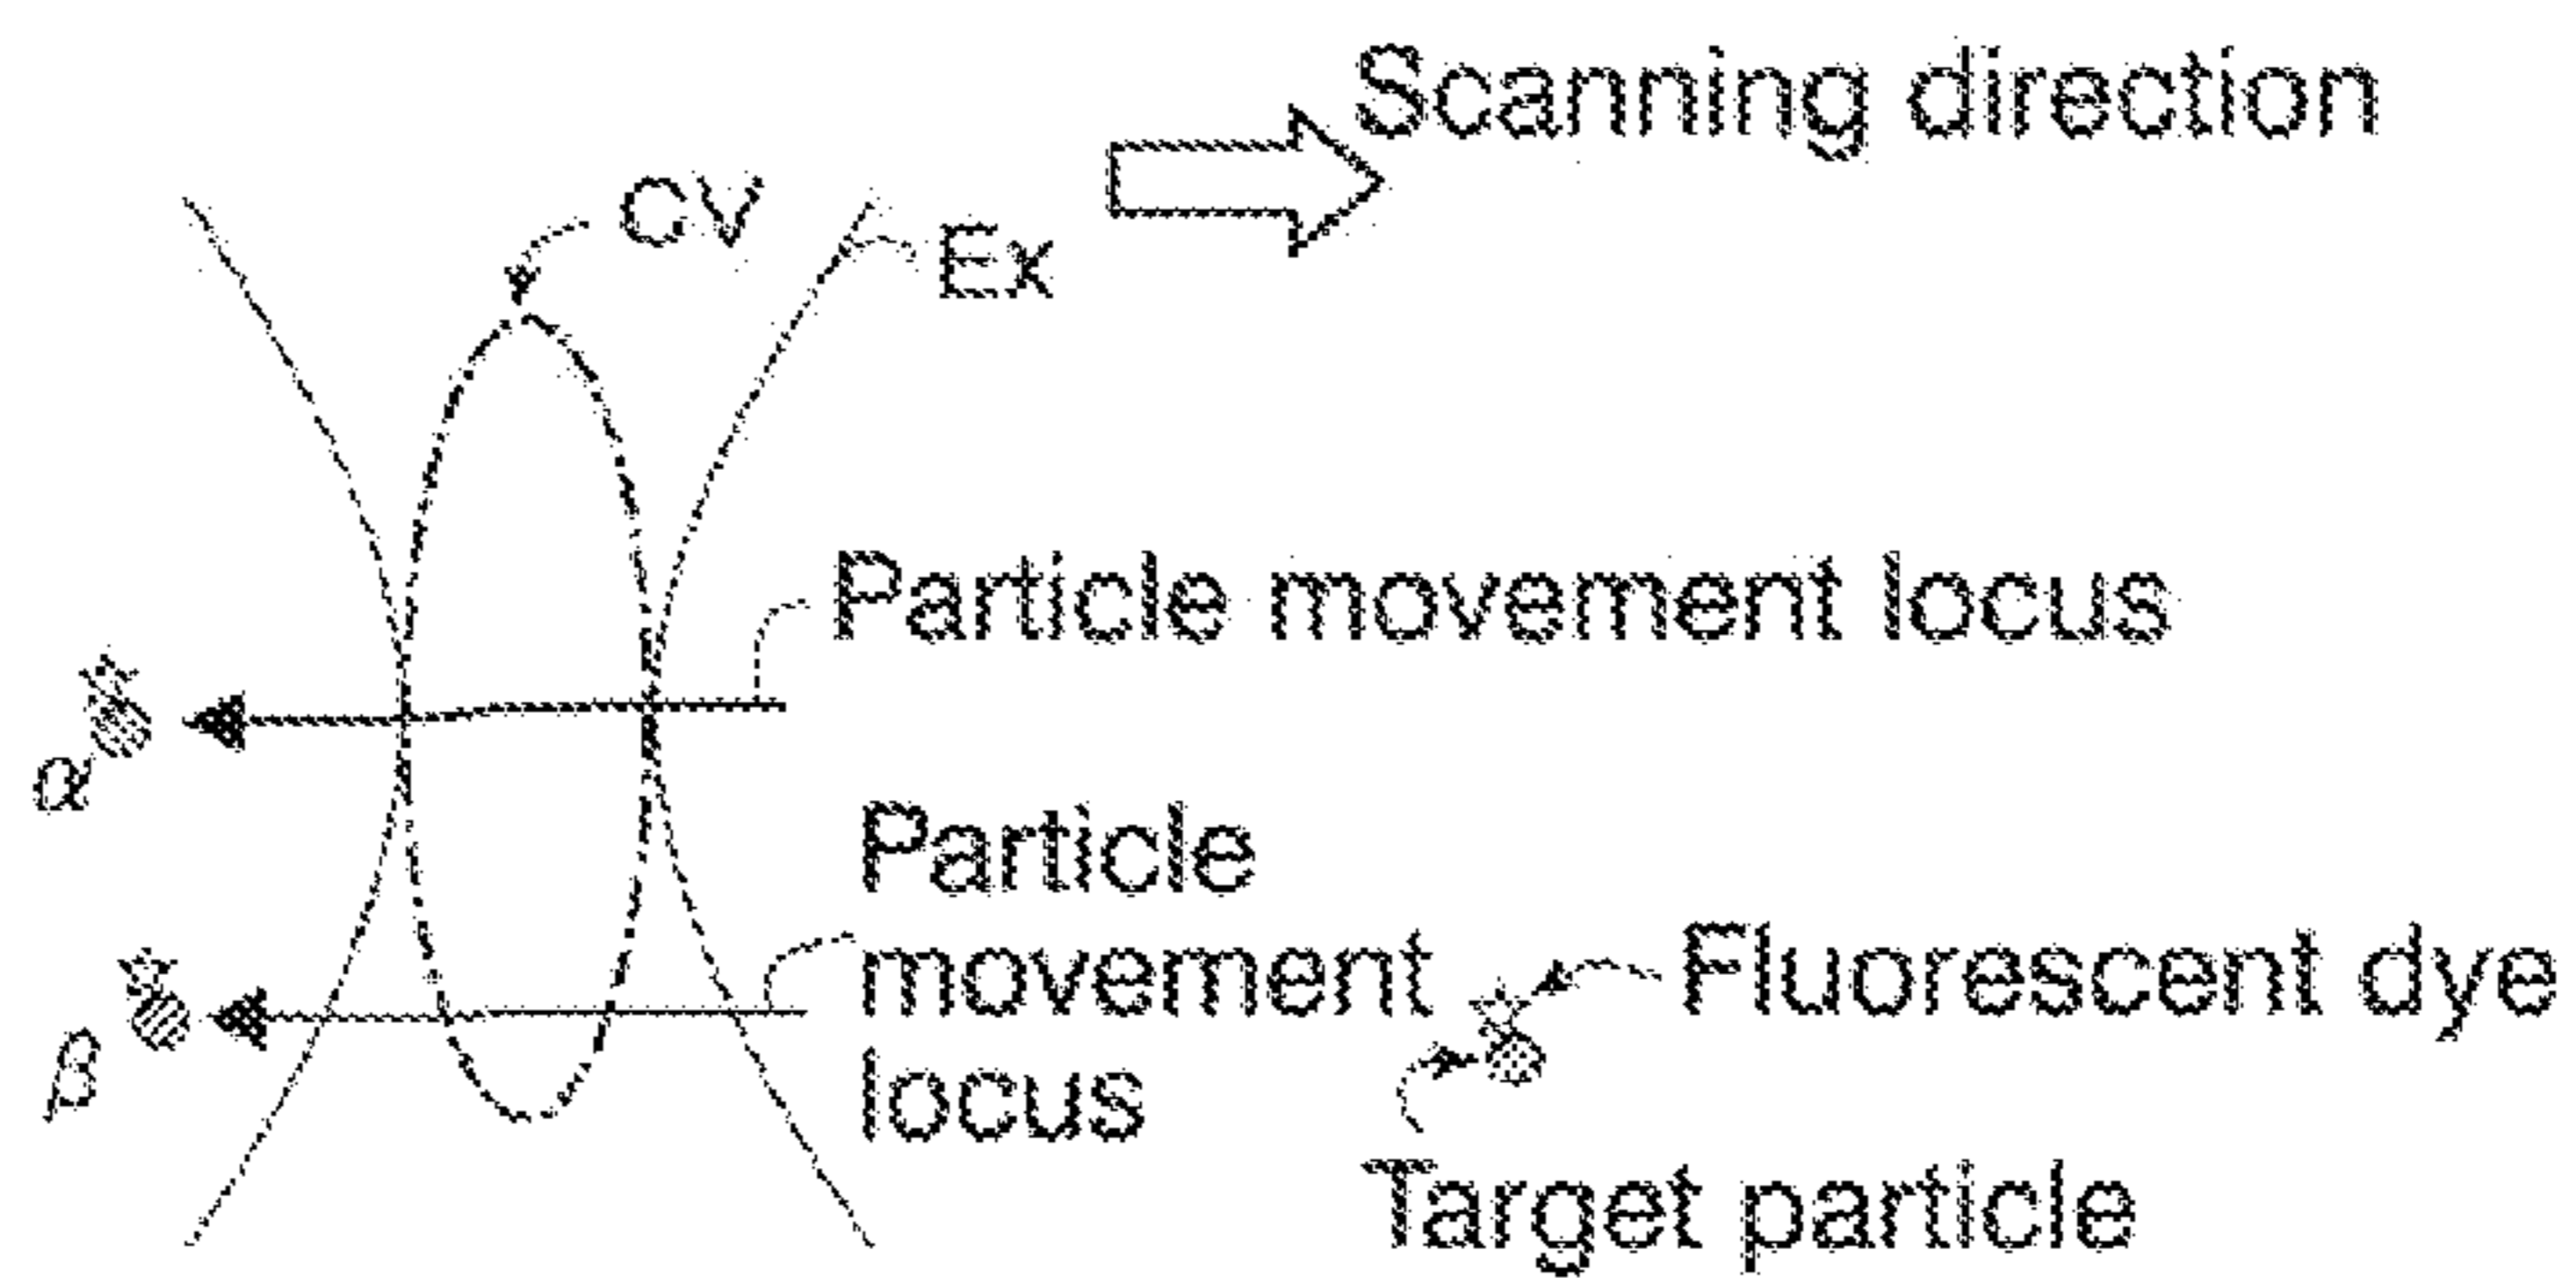 Scanning direction
CV
Ex
Particle movement locus
α
Particle
movement
locus
β
Fluorescent dye
Target particle